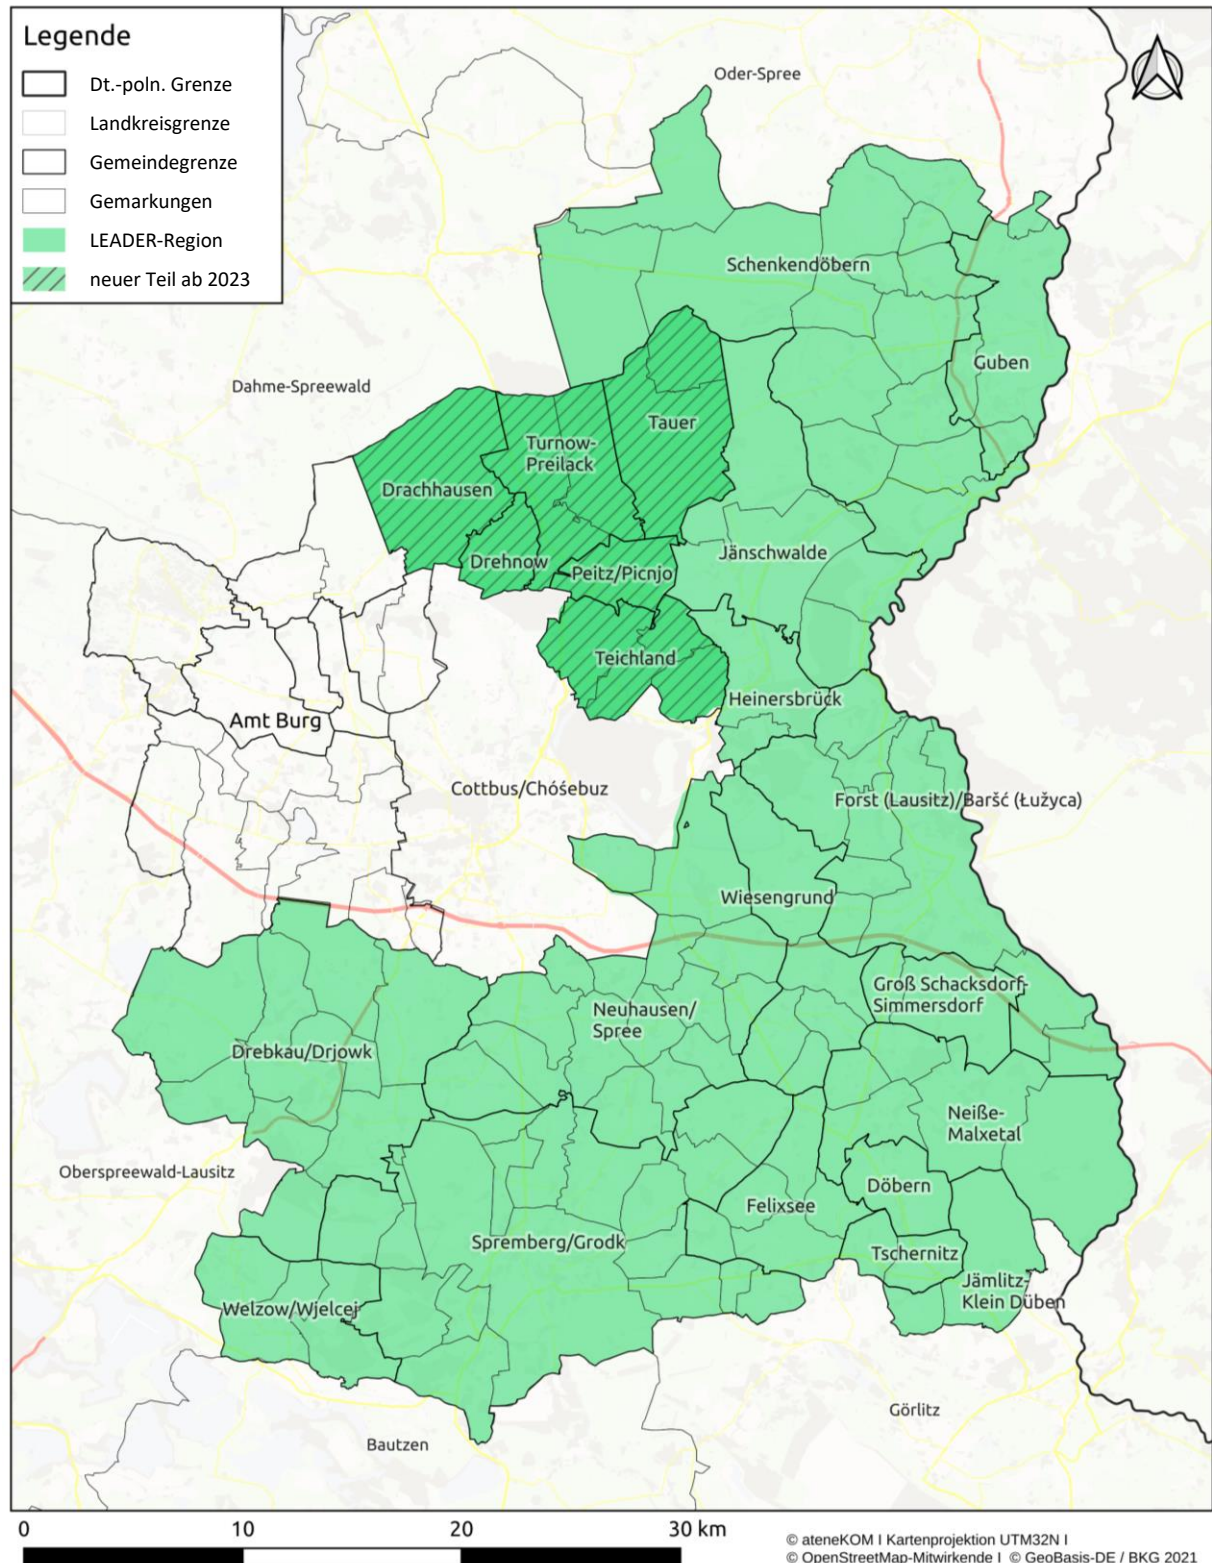 Legende
Dt.-poln. Grenze
Landkreisgrenze
Gemeindegrenze
Gemarkungen
LEADER-Region
neuer Teil ab 2023
Oder-Spree
Schenkendöbern
Guben
Dahme-Spreewald
Tauer
Turnow-
Preilack
Drachhausen
Drehnow
Peitz/Picnjo
Jänschwalde
Teichland
Heinersbrück
Amt Burg
Cottbus/Chóśebuz
Forst (Lausitz)/Baršć (Łužyca)
Wiesengrund
Groß Schacksdorf-
Simmersdorf
Neuhausen/
Spree
Drebkau/Drjowk
Neiße-
Malxetal
Oberspreewald-Lausitz
Döbern
Felixsee
Spremberg/Grodk
Tschernitz
Jämlitz-
Klein Düben
Welzow/Wjelcej
Görlitz
Bautzen
0 10 20 30 km
© ateneKOM I Kartenprojektion UTM32N I
© OpenStreetMap-Mitwirkende I © GeoBasis-DE / BKG 2021